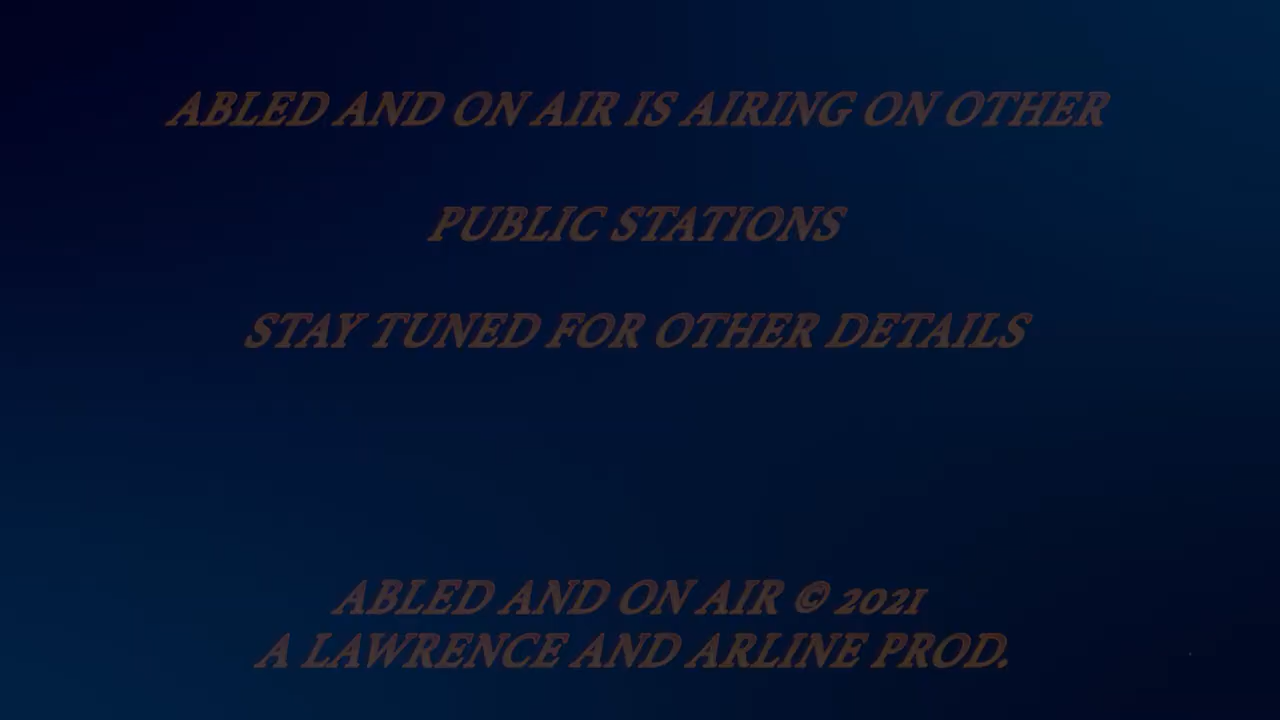 ABLED AND ON AIR IS AIRING ON OTHER
PUBLIC STATIONS
STAY TUNED FOR OTHER DETAILS
ABLED AND ON AIR © 2021
A LAWRENCE AND ARLINE PROD.